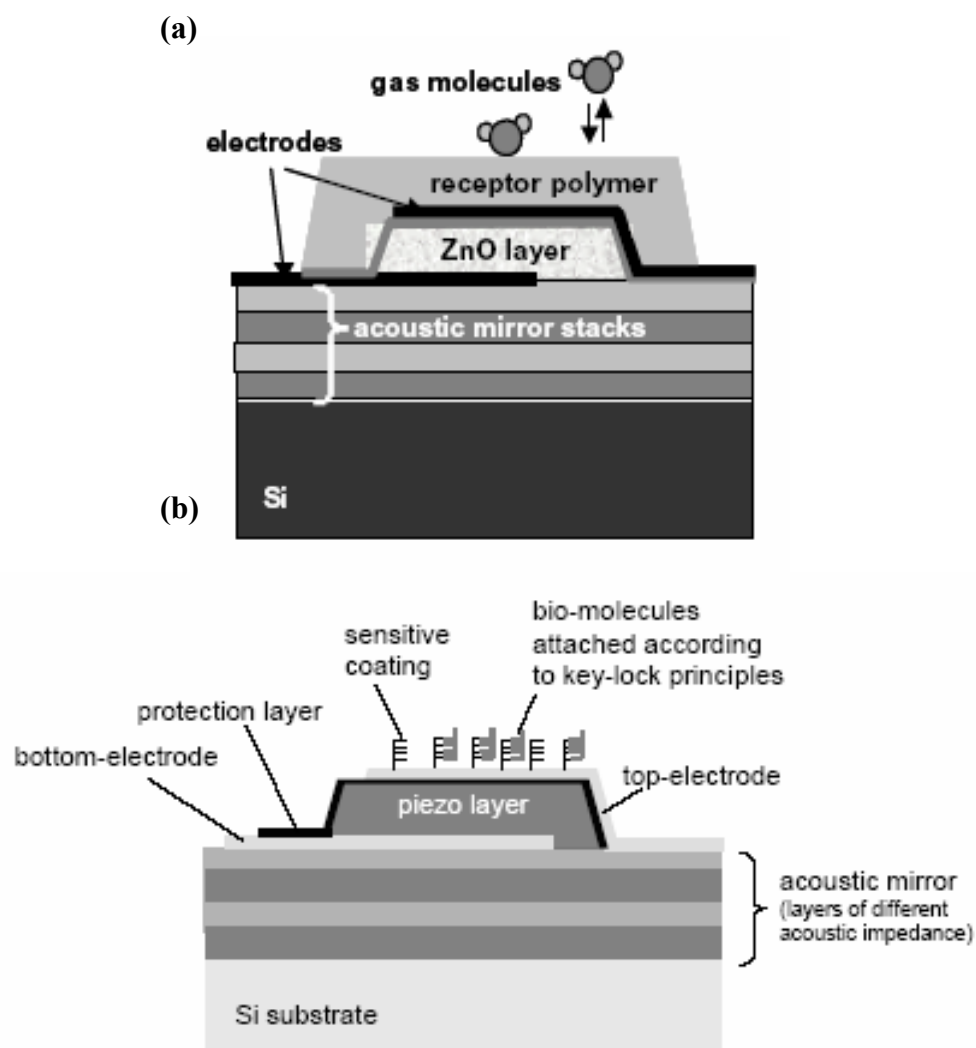 (a)
gas molecules
electrodes
receptor polymer
ZnO layer
acoustic mirror stacks
Si
(b)
bio-molecules
attached according
to key-lock principles
sensitive
coating
protection layer
bottom-electrode
top-electrode
piezo layer
acoustic mirror
(layers of different
acoustic impedance)
Si substrate